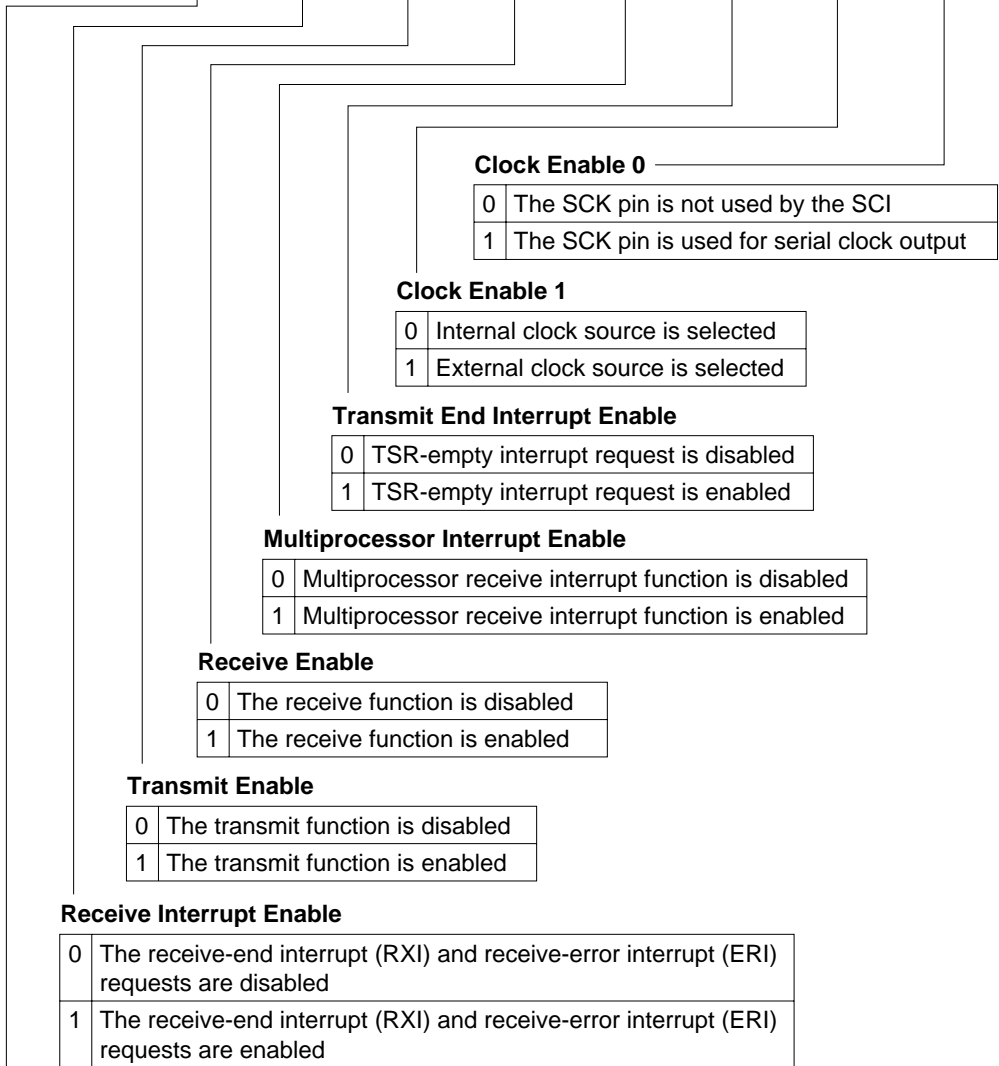 Clock Enable 0
0 The SCK pin is not used by the SCI
1 The SCK pin is used for serial clock output
Clock Enable 1
0 Internal clock source is selected
1 External clock source is selected
Transmit End Interrupt Enable
0 TSR-empty interrupt request is disabled
1 TSR-empty interrupt request is enabled
Multiprocessor Interrupt Enable
0 Multiprocessor receive interrupt function is disabled
1 Multiprocessor receive interrupt function is enabled
Receive Enable
0 The receive function is disabled
1 The receive function is enabled
Transmit Enable
0 The transmit function is disabled
1 The transmit function is enabled
Receive Interrupt Enable
0 The receive-end interrupt (RXI) and receive-error interrupt (ERI)
requests are disabled
1 The receive-end interrupt (RXI) and receive-error interrupt (ERI)
requests are enabled